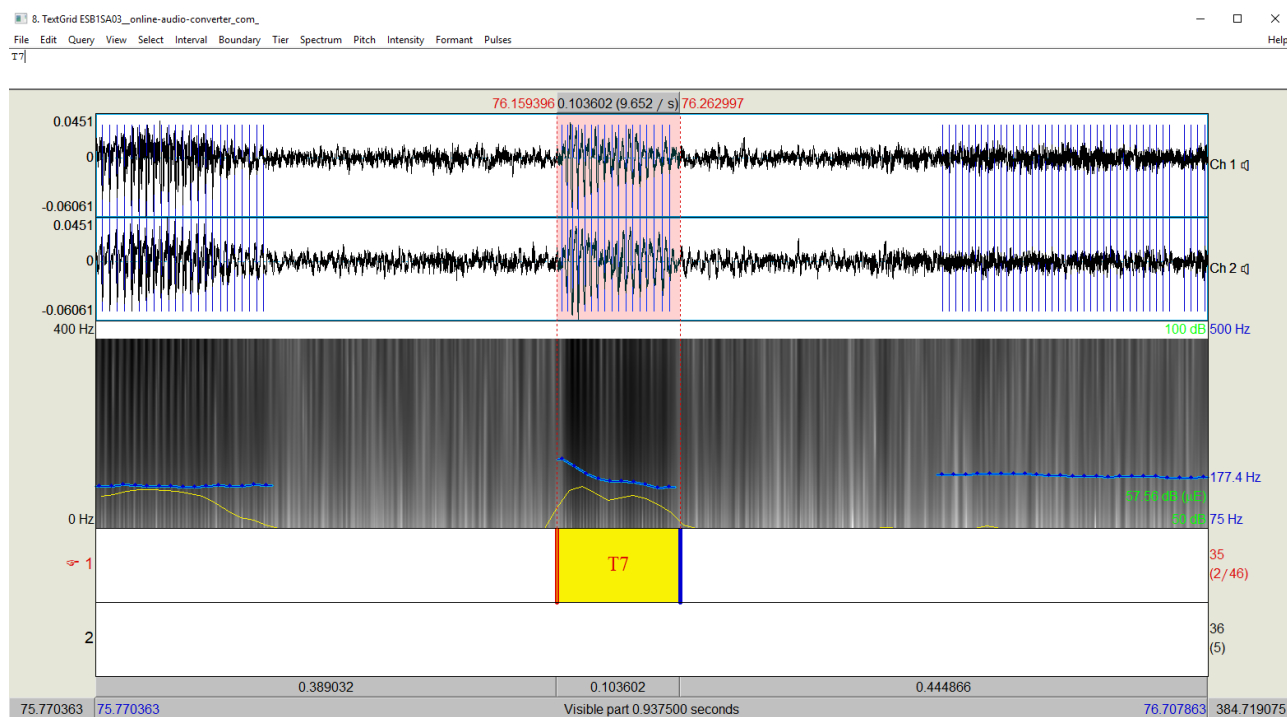 8. TextGrid ESB1SA03__online-audio-converter_com_
File Edit Query View Select Interval Boundary Tier Spectrum Pitch Intensity Formant Pulses Help
T7
76.159396 0.103602 (9.652 / s) 76.262997
0.0451
0
Ch 1
-0.06061
0.0451
0
Ch 2
-0.06061
400 Hz 100 dB 500 Hz
177.4 Hz
57.56 dB (µE)
0 Hz 50 dB 75 Hz
1 T7 35
(2/46)
2 36
(5)
0.389032 0.103602 0.444866
75.770363 75.770363 Visible part 0.937500 seconds 76.707863 384.719075